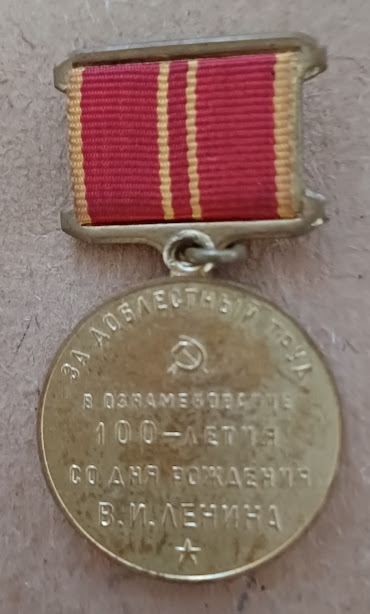 ЗА ДОБЛЕСТНЫЙ ТРУД
В ОЗНАМЕНОВАНИЕ
100-ЛЕТИЯ
СО ДНЯ РОЖДЕНИЯ
В.И.ЛЕНИНА